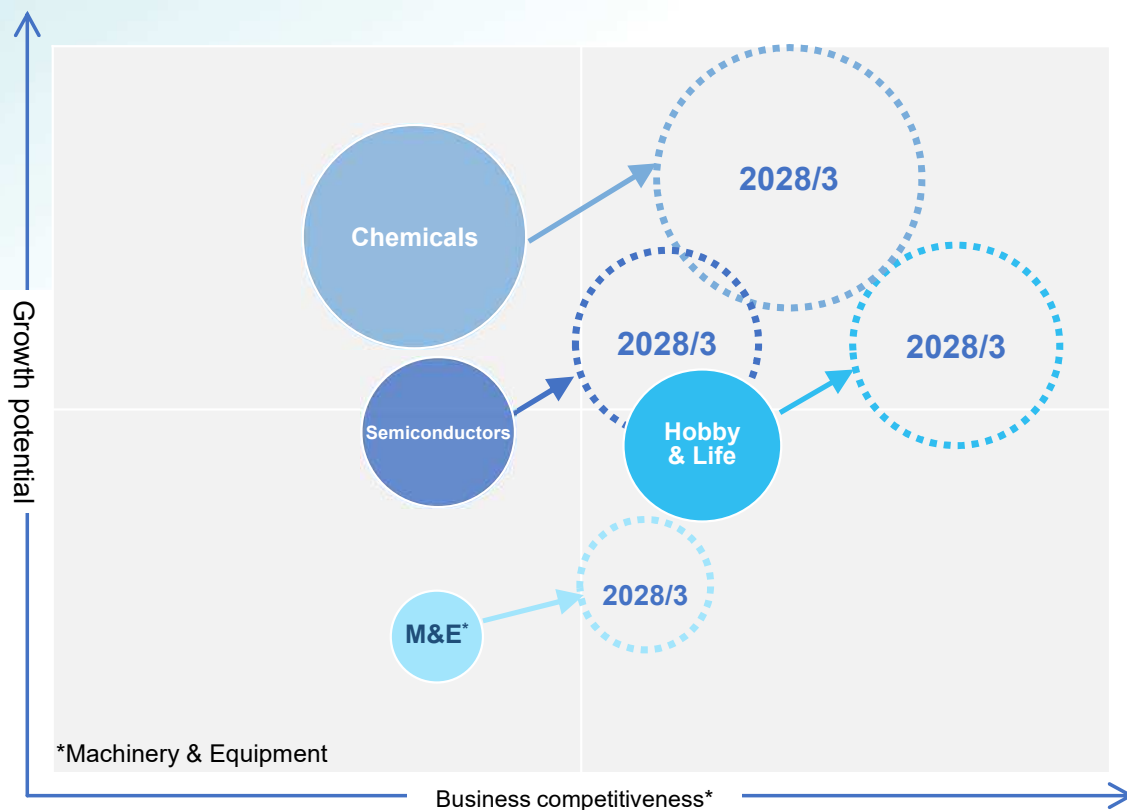 Growth potential
2028/3
Chemicals
2028/3
2028/3
Semiconductors
Hobby
& Life
2028/3
M&E*
*Machinery & Equipment
Business competitiveness*